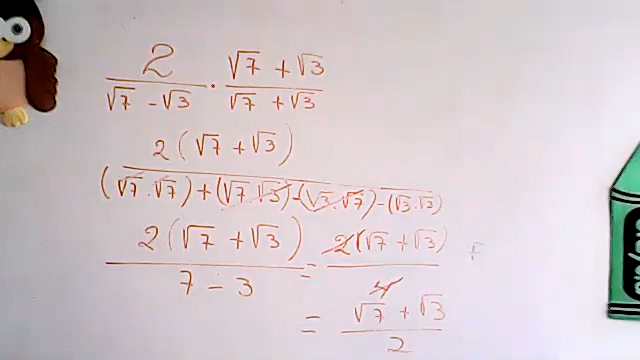 2/(√7 - √3) · (√7 + √3)/(√7 + √3)
2(√7 + √3)/((√7 · √7) + (√7 · √3) - (√3 · √7) - (√3 · √3))
2(√7 + √3)/(7 - 3) = 2(√7 + √3)/4
= (√7 + √3)/2